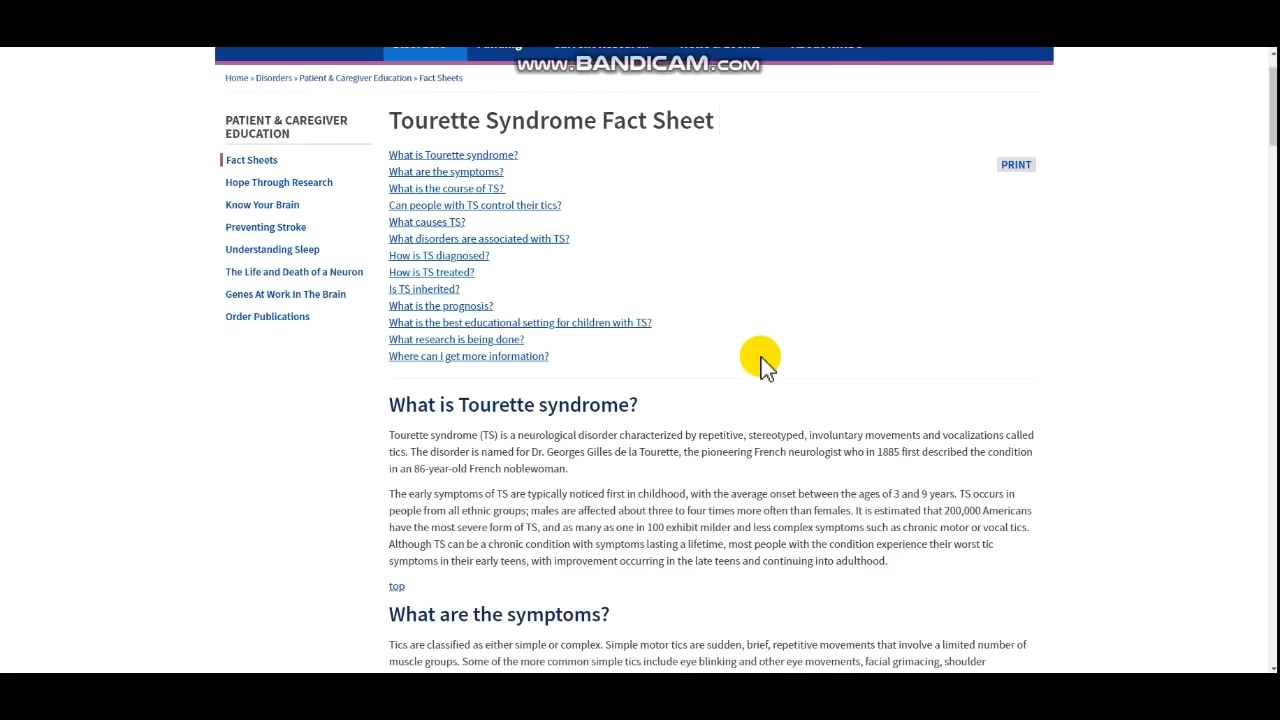 www.BANDICAM.com
Home » Disorders » Patient & Caregiver Education » Fact Sheets
PATIENT & CAREGIVER
EDUCATION
Fact Sheets
Hope Through Research
Know Your Brain
Preventing Stroke
Understanding Sleep
The Life and Death of a Neuron
Genes At Work In The Brain
Order Publications
Tourette Syndrome Fact Sheet
PRINT
What is Tourette syndrome?
What are the symptoms?
What is the course of TS?
Can people with TS control their tics?
What causes TS?
What disorders are associated with TS?
How is TS diagnosed?
How is TS treated?
Is TS inherited?
What is the prognosis?
What is the best educational setting for children with TS?
What research is being done?
Where can I get more information?
What is Tourette syndrome?
Tourette syndrome (TS) is a neurological disorder characterized by repetitive, stereotyped, involuntary movements and vocalizations called
tics. The disorder is named for Dr. Georges Gilles de la Tourette, the pioneering French neurologist who in 1885 first described the condition
in an 86-year-old French noblewoman.
The early symptoms of TS are typically noticed first in childhood, with the average onset between the ages of 3 and 9 years. TS occurs in
people from all ethnic groups; males are affected about three to four times more often than females. It is estimated that 200,000 Americans
have the most severe form of TS, and as many as one in 100 exhibit milder and less complex symptoms such as chronic motor or vocal tics.
Although TS can be a chronic condition with symptoms lasting a lifetime, most people with the condition experience their worst tic
symptoms in their early teens, with improvement occurring in the late teens and continuing into adulthood.
top
What are the symptoms?
Tics are classified as either simple or complex. Simple motor tics are sudden, brief, repetitive movements that involve a limited number of
muscle groups. Some of the more common simple tics include eye blinking and other eye movements, facial grimacing, shoulder